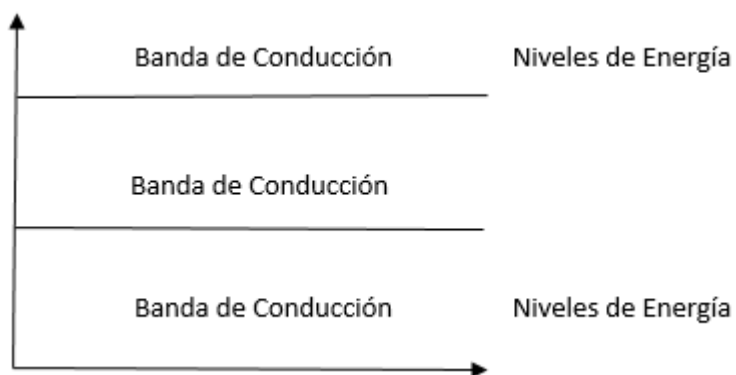 Banda de Conducción Niveles de Energía
Banda de Conducción
Banda de Conducción Niveles de Energía